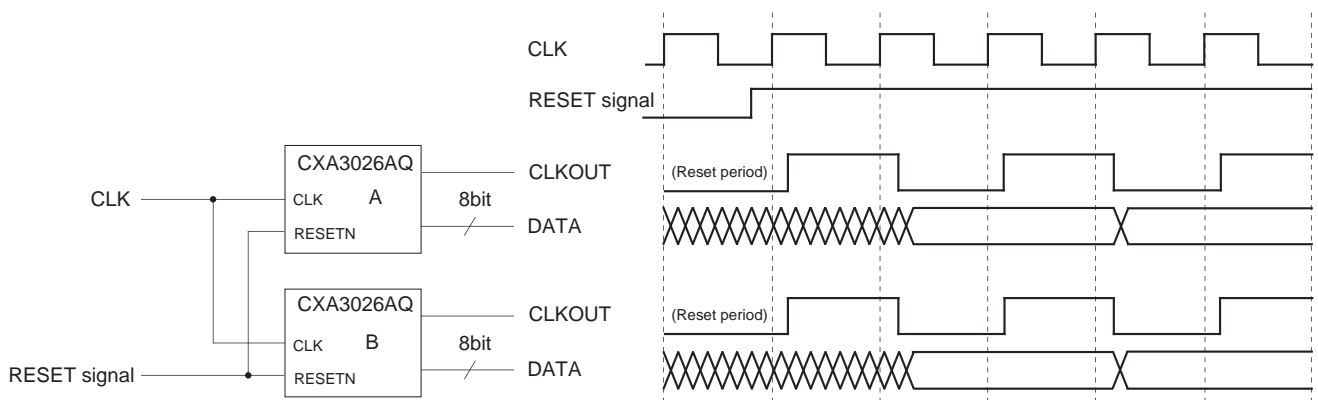 CLK
RESET signal
CXA3026AQ
CLK
A
RESETN
8bit
CLKOUT
DATA
(Reset period)
CLK
CXA3026AQ
CLK
B
RESETN
8bit
CLKOUT
DATA
(Reset period)
RESET signal